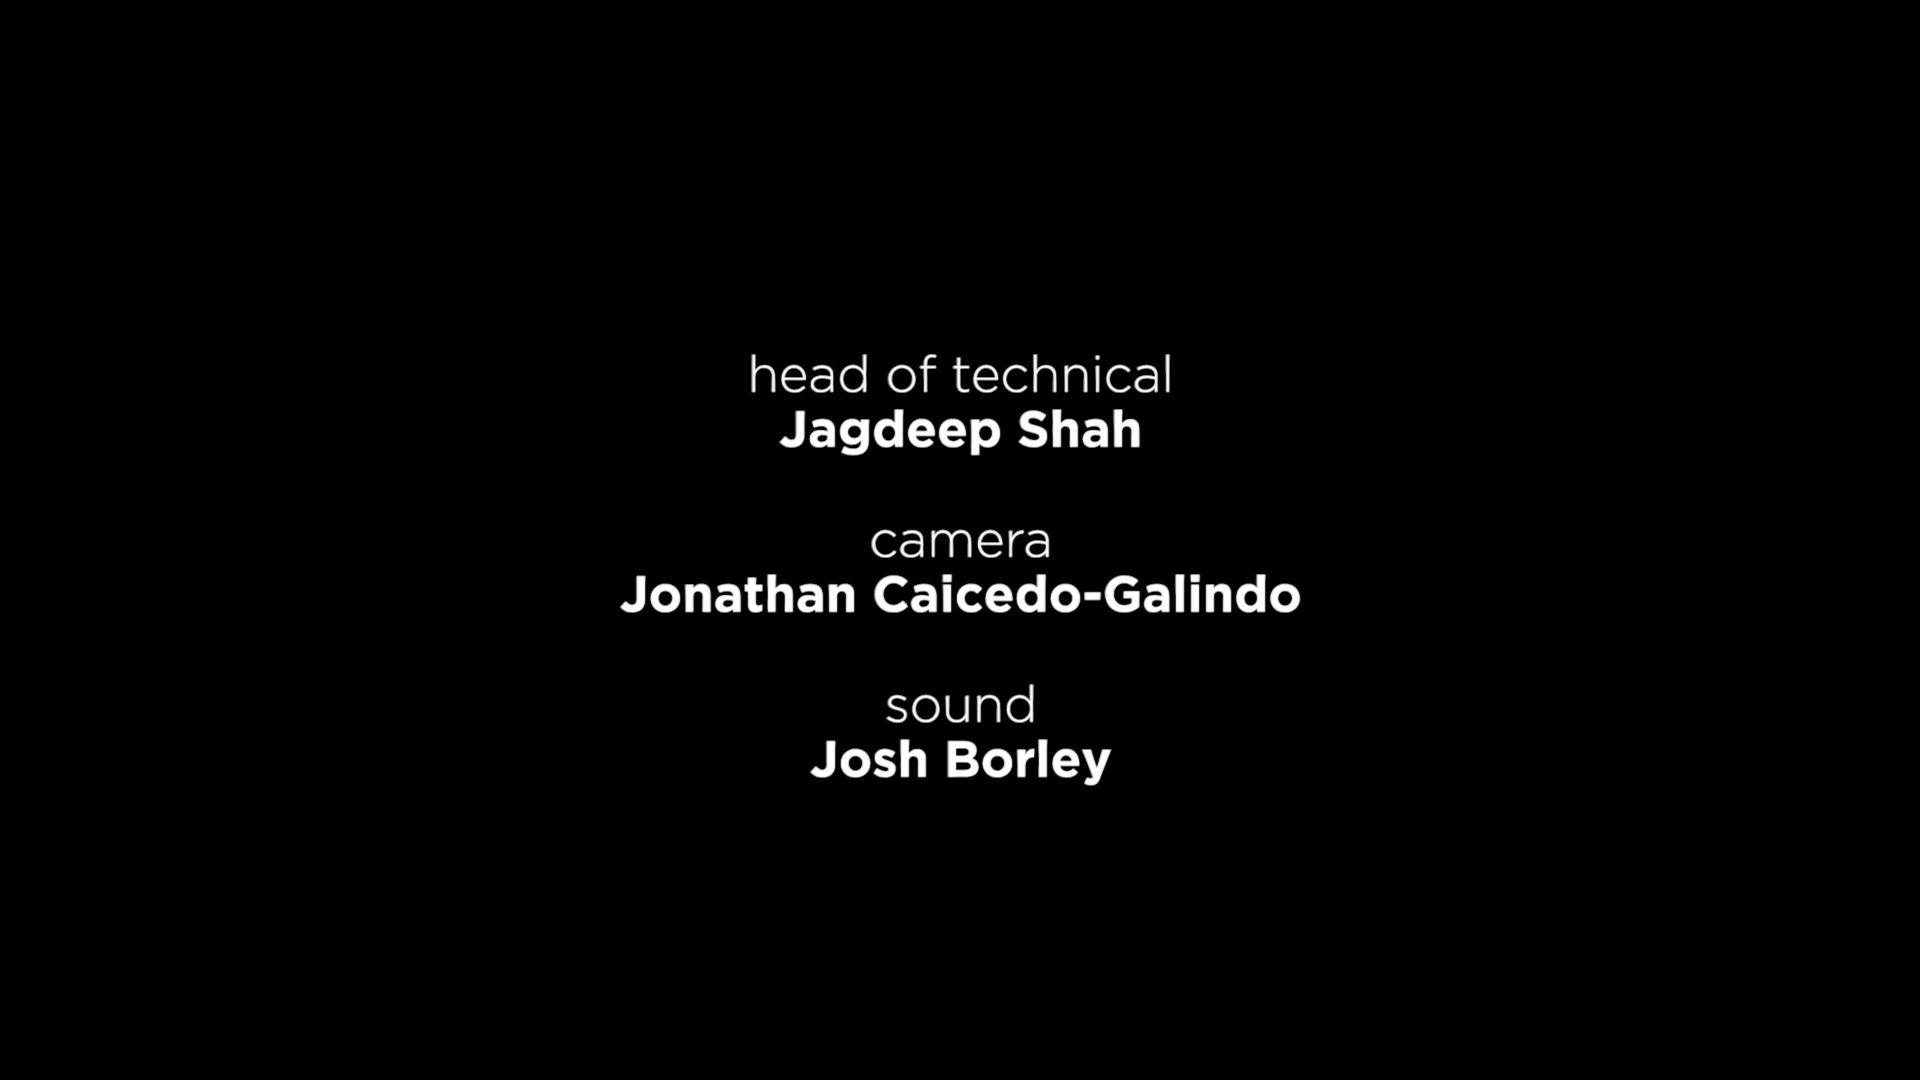 head of technical
Jagdeep Shah
camera
Jonathan Caicedo-Galindo
sound
Josh Borley